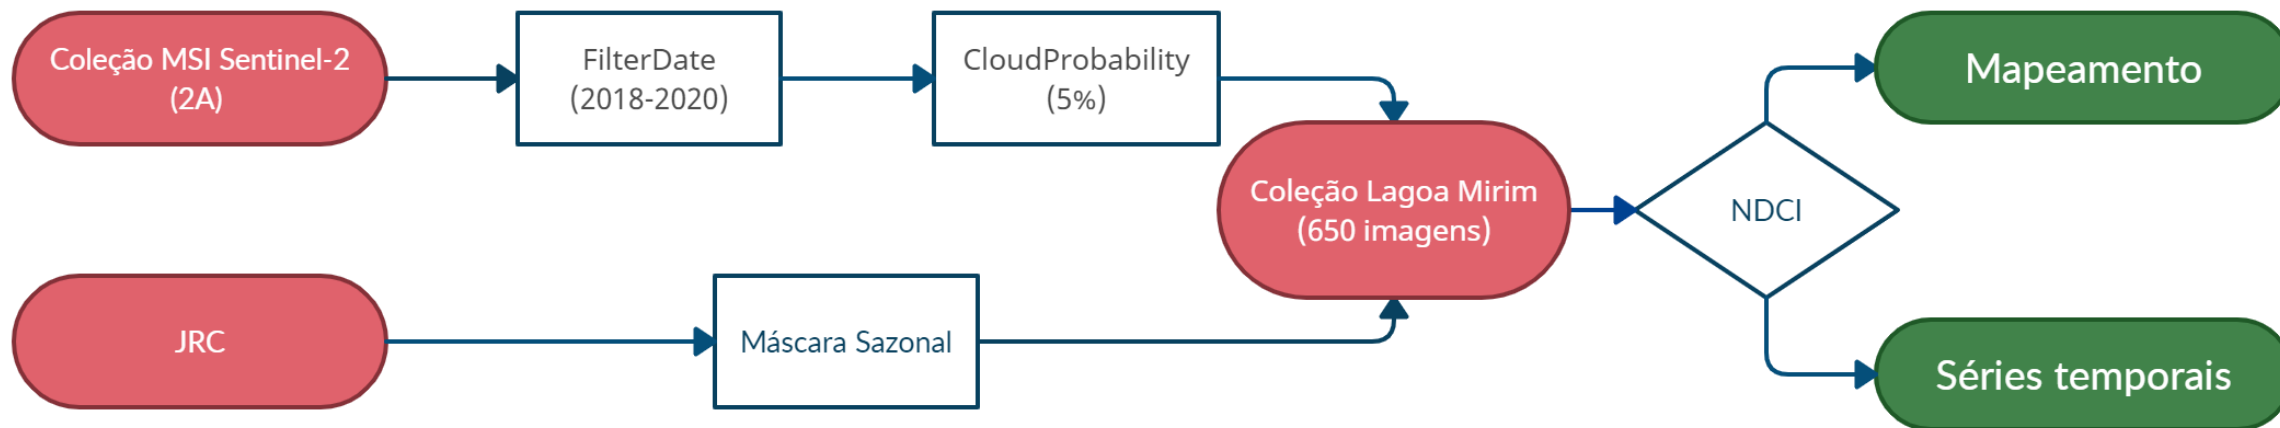 Coleção MSI Sentinel-2
(2A)
FilterDate
(2018-2020)
CloudProbability
(5%)
Mapeamento
Coleção Lagoa Mirim
(650 imagens)
NDCI
JRC
Máscara Sazonal
Séries temporais